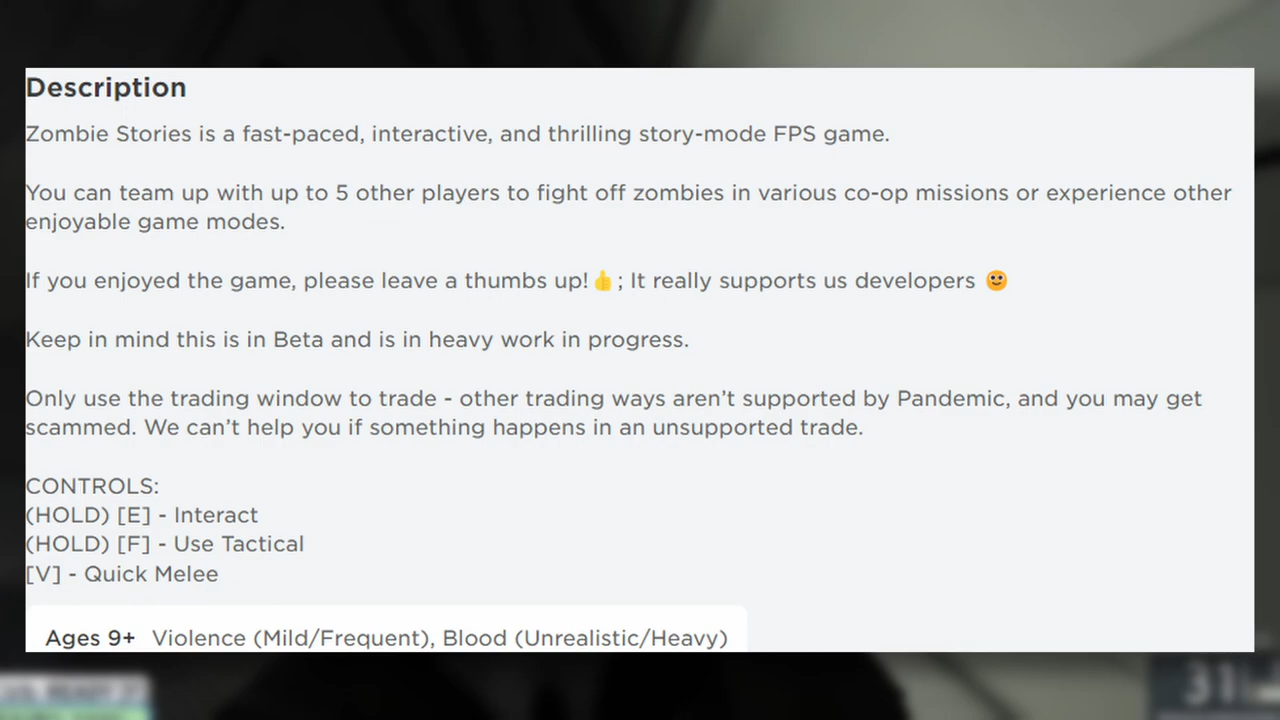 Description
Zombie Stories is a fast-paced, interactive, and thrilling story-mode FPS game.
You can team up with up to 5 other players to fight off zombies in various co-op missions or experience other
enjoyable game modes.
If you enjoyed the game, please leave a thumbs up!👍; It really supports us developers 🙂
Keep in mind this is in Beta and is in heavy work in progress.
Only use the trading window to trade - other trading ways aren’t supported by Pandemic, and you may get
scammed. We can’t help you if something happens in an unsupported trade.
CONTROLS:
(HOLD) [E] - Interact
(HOLD) [F] - Use Tactical
[V] - Quick Melee
Ages 9+ Violence (Mild/Frequent), Blood (Unrealistic/Heavy)